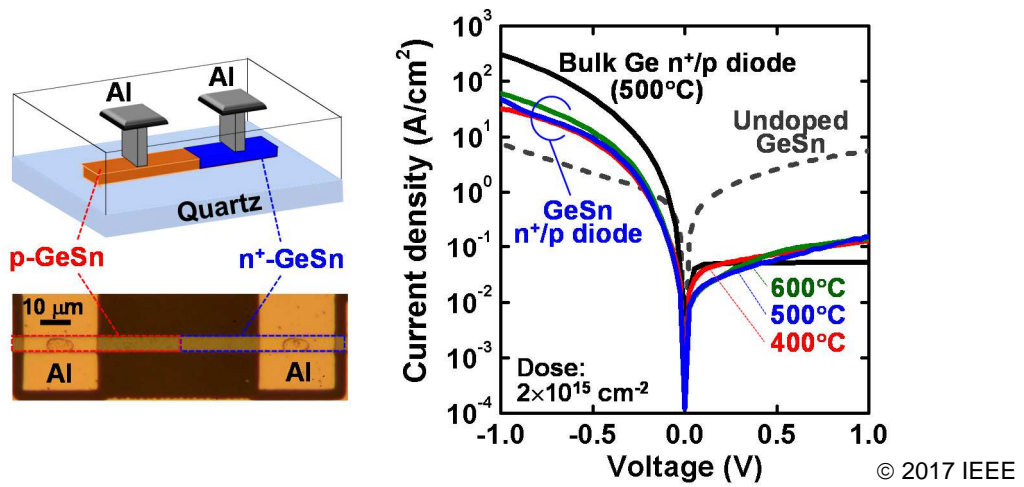 Al
Al
Quartz
p-GeSn
n⁺-GeSn
10 μm
Al
Al
Current density (A/cm²)
10³
10²
10¹
10⁰
10⁻¹
10⁻²
10⁻³
10⁻⁴
Bulk Ge n⁺/p diode
(500°C)
Undoped
GeSn
GeSn
n⁺/p diode
600°C
500°C
400°C
Dose:
2×10¹⁵ cm⁻²
-1.0 -0.5 0.0 0.5 1.0
Voltage (V)
© 2017 IEEE